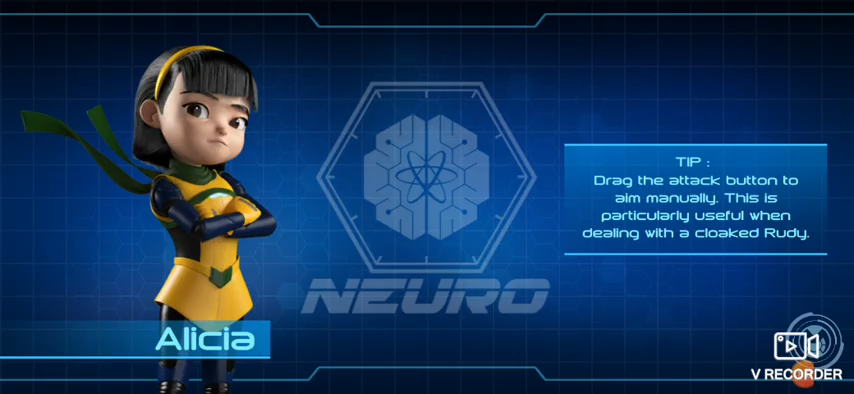 TIP :
Drag the attack button to
aim manually. This is
particularly useful when
dealing with a cloaked Rudy.
NEURO
Alicia
V RECORDER